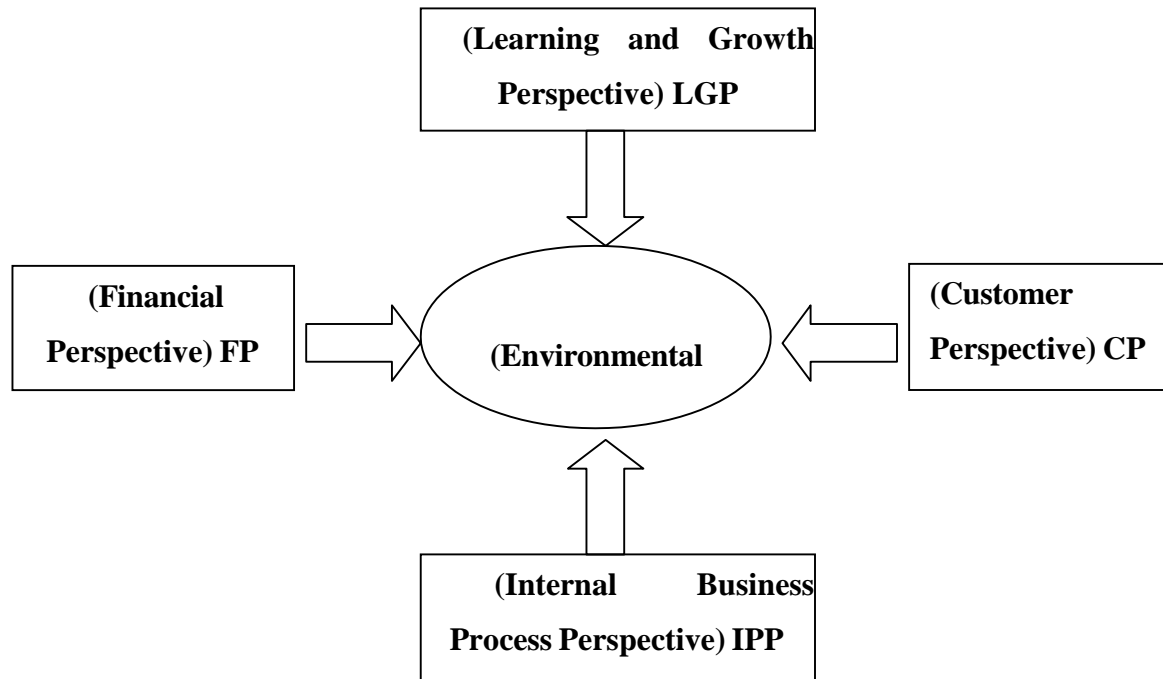 (Learning and Growth
Perspective) LGP
(Financial
Perspective) FP
(Environmental
(Customer
Perspective) CP
(Internal Business
Process Perspective) IPP